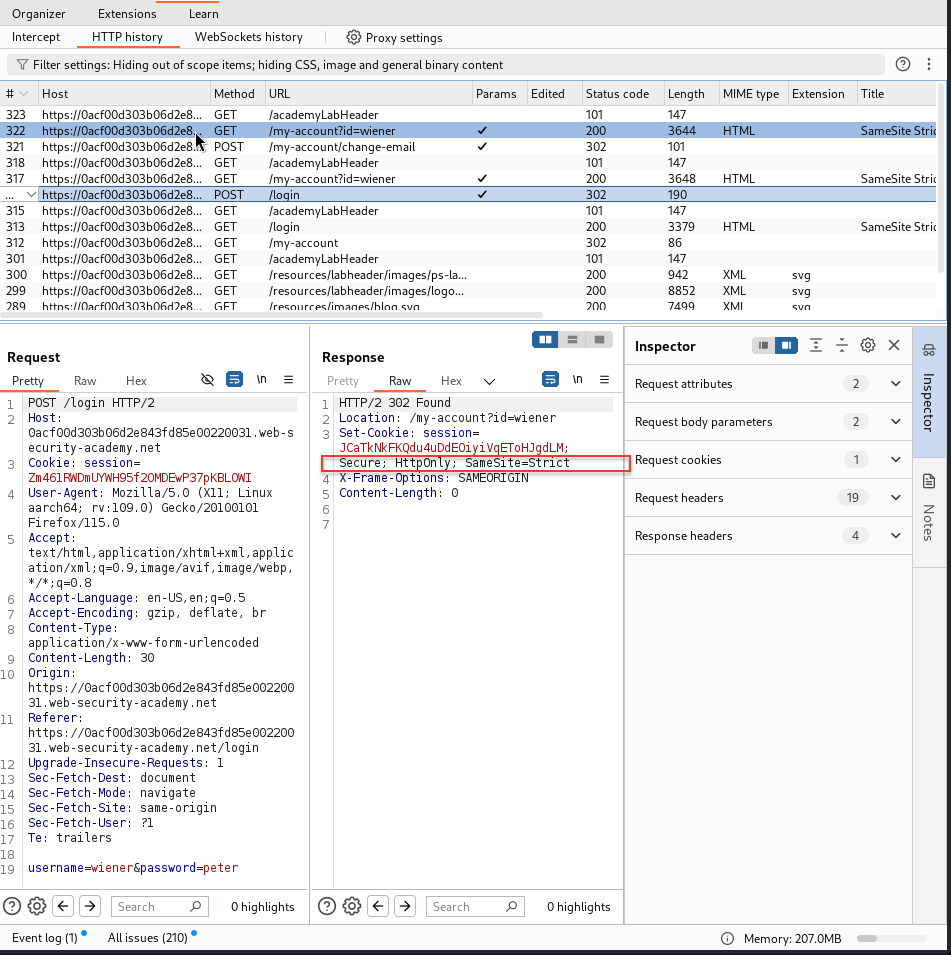 Organizer Extensions Learn
Intercept HTTP history WebSockets history Proxy settings
Filter settings: Hiding out of scope items; hiding CSS, image and general binary content
# Host Method URL Params Edited Status code Length MIME type Extension Title
323 https://0acf00d303b06d2e8... GET /academyLabHeader 101 147
322 https://0acf00d303b06d2e8... GET /my-account?id=wiener ✓ 200 3644 HTML SameSite Stric
321 https://0acf00d303b06d2e8... POST /my-account/change-email ✓ 302 101
318 https://0acf00d303b06d2e8... GET /academyLabHeader 101 147
317 https://0acf00d303b06d2e8... GET /my-account?id=wiener ✓ 200 3648 HTML SameSite Stric
... https://0acf00d303b06d2e8... POST /login ✓ 302 190
315 https://0acf00d303b06d2e8... GET /academyLabHeader 101 147
313 https://0acf00d303b06d2e8... GET /login 200 3379 HTML SameSite Stric
312 https://0acf00d303b06d2e8... GET /my-account 302 86
301 https://0acf00d303b06d2e8... GET /academyLabHeader 101 147
300 https://0acf00d303b06d2e8... GET /resources/labheader/images/ps-la... 200 942 XML svg
299 https://0acf00d303b06d2e8... GET /resources/labheader/images/logo... 200 8852 XML svg
289 https://0acf00d303b06d2e8... GET /resources/images/blog.svg 200 7499 XML svg
Request
Pretty Raw Hex \n
1 POST /login HTTP/2
2 Host:
0acf00d303b06d2e843fd85e00220031.web-s
ecurity-academy.net
3 Cookie: session=
Zm461RWDmUYWH95f2OMDEwP37pKBLOWI
4 User-Agent: Mozilla/5.0 (X11; Linux
aarch64; rv:109.0) Gecko/20100101
Firefox/115.0
5 Accept:
text/html,application/xhtml+xml,applic
ation/xml;q=0.9,image/avif,image/webp,
*/*;q=0.8
6 Accept-Language: en-US,en;q=0.5
7 Accept-Encoding: gzip, deflate, br
8 Content-Type:
application/x-www-form-urlencoded
9 Content-Length: 30
10 Origin:
https://0acf00d303b06d2e843fd85e002200
31.web-security-academy.net
11 Referer:
https://0acf00d303b06d2e843fd85e002200
31.web-security-academy.net/login
12 Upgrade-Insecure-Requests: 1
13 Sec-Fetch-Dest: document
14 Sec-Fetch-Mode: navigate
15 Sec-Fetch-Site: same-origin
16 Sec-Fetch-User: ?1
17 Te: trailers
18
19 username=wiener&password=peter
Search 0 highlights
Response
Pretty Raw Hex \n
1 HTTP/2 302 Found
2 Location: /my-account?id=wiener
3 Set-Cookie: session=
JCaTkNkFKQdu4uDdEOiyiVqEToHJgdLM;
Secure; HttpOnly; SameSite=Strict
4 X-Frame-Options: SAMEORIGIN
5 Content-Length: 0
6
7
Search 0 highlights
Inspector
Request attributes 2
Request body parameters 2
Request cookies 1
Request headers 19
Response headers 4
Inspector
Notes
Event log (1) All issues (210) Memory: 207.0MB